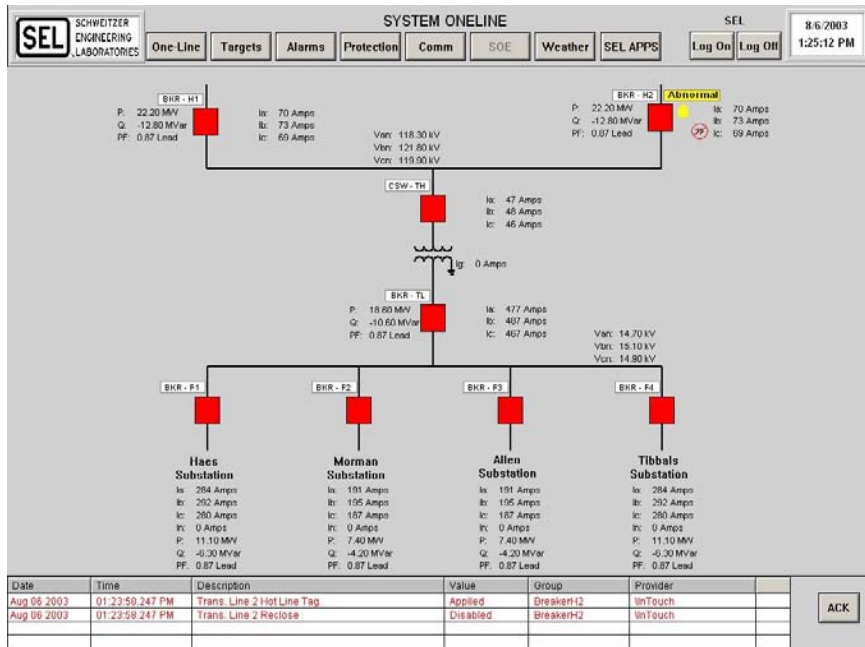 SEL
SCHWEITZER
ENGINEERING
LABORATORIES
SYSTEM ONELINE
One-Line Targets Alarms Protection Comm SOE Weather SEL APPS
SEL
Log On Log Off
8/6/2003
1:25:12 PM
BKR - H1
P: 22.20 MW
Q: -12.80 MVar
PF: 0.87 Lead
Ia: 70 Amps
Ib: 73 Amps
Ic: 69 Amps
Van: 118.30 kV
Vbn: 121.80 kV
Vcn: 119.90 kV
BKR - H2 Abnormal
P: 22.20 MW
Q: -12.80 MVar
PF: 0.87 Lead
Ia: 70 Amps
Ib: 73 Amps
Ic: 69 Amps
CSW - TH
Ia: 47 Amps
Ib: 48 Amps
Ic: 46 Amps
Ig: 0 Amps
BKR - TL
P: 18.60 MW
Q: -10.60 MVar
PF: 0.87 Lead
Ia: 477 Amps
Ib: 487 Amps
Ic: 467 Amps
Van: 14.70 kV
Vbn: 15.10 kV
Vcn: 14.90 kV
BKR - F1
Haes
Substation
Ia: 284 Amps
Ib: 292 Amps
Ic: 280 Amps
In: 0 Amps
P: 11.10 MW
Q: -6.30 MVar
PF: 0.87 Lead
BKR - F2
Morman
Substation
Ia: 191 Amps
Ib: 195 Amps
Ic: 187 Amps
In: 0 Amps
P: 7.40 MW
Q: -4.20 MVar
PF: 0.87 Lead
BKR - F3
Allen
Substation
Ia: 191 Amps
Ib: 195 Amps
Ic: 187 Amps
In: 0 Amps
P: 7.40 MW
Q: -4.20 MVar
PF: 0.87 Lead
BKR - F4
Tibbals
Substation
Ia: 284 Amps
Ib: 292 Amps
Ic: 280 Amps
In: 0 Amps
P: 11.10 MW
Q: -6.30 MVar
PF: 0.87 Lead
Date Time Description Value Group Provider
Aug 06 2003 01:23:58.247 PM Trans. Line 2 Hot Line Tag Applied BreakerH2 \InTouch
Aug 06 2003 01:23:58.247 PM Trans. Line 2 Reclose Disabled BreakerH2 \InTouch
ACK